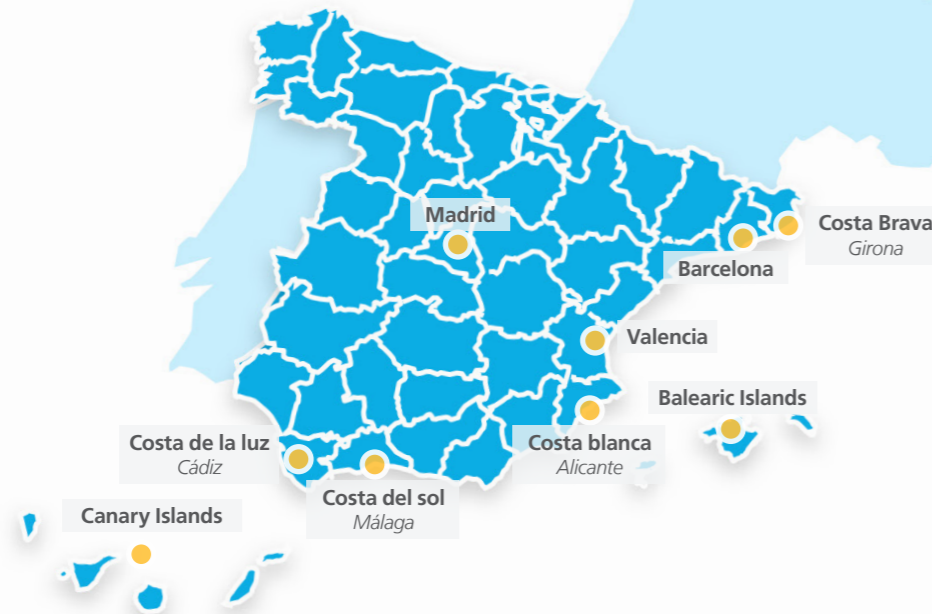 Madrid
Costa Brava
Girona
Barcelona
Valencia
Balearic Islands
Costa de la luz
Cádiz
Costa blanca
Alicante
Costa del sol
Málaga
Canary Islands